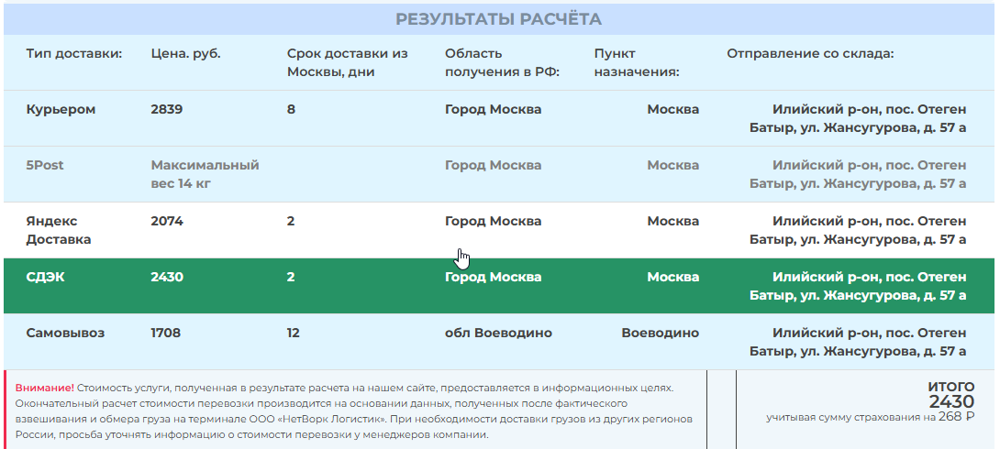 РЕЗУЛЬТАТЫ РАСЧЁТА
Тип доставки: Цена. руб. Срок доставки из Москвы, дни Область получения в РФ: Пункт назначения: Отправление со склада:
Курьером 2839 8 Город Москва Москва Илийский р-он, пос. Отеген
Батыр, ул. Жансугурова, д. 57 а
5Post Максимальный вес 14 кг Город Москва Москва Илийский р-он, пос. Отеген
Батыр, ул. Жансугурова, д. 57 а
Яндекс Доставка 2074 2 Город Москва Москва Илийский р-он, пос. Отеген
Батыр, ул. Жансугурова, д. 57 а
СДЭК 2430 2 Город Москва Москва Илийский р-он, пос. Отеген
Батыр, ул. Жансугурова, д. 57 а
Самовывоз 1708 12 обл Воеводино Воеводино Илийский р-он, пос. Отеген
Батыр, ул. Жансугурова, д. 57 а
Внимание! Стоимость услуги, полученная в результате расчета на нашем сайте, предоставляется в информационных целях.
Окончательный расчет стоимости перевозки производится на основании данных, полученных после фактического
взвешивания и обмера груза на терминале ООО «НетВорк Логистик». При необходимости доставки грузов из других регионов
России, просьба уточнять информацию о стоимости перевозки у менеджеров компании.
ИТОГО
2430
учитывая сумму страхования на 268 ₽